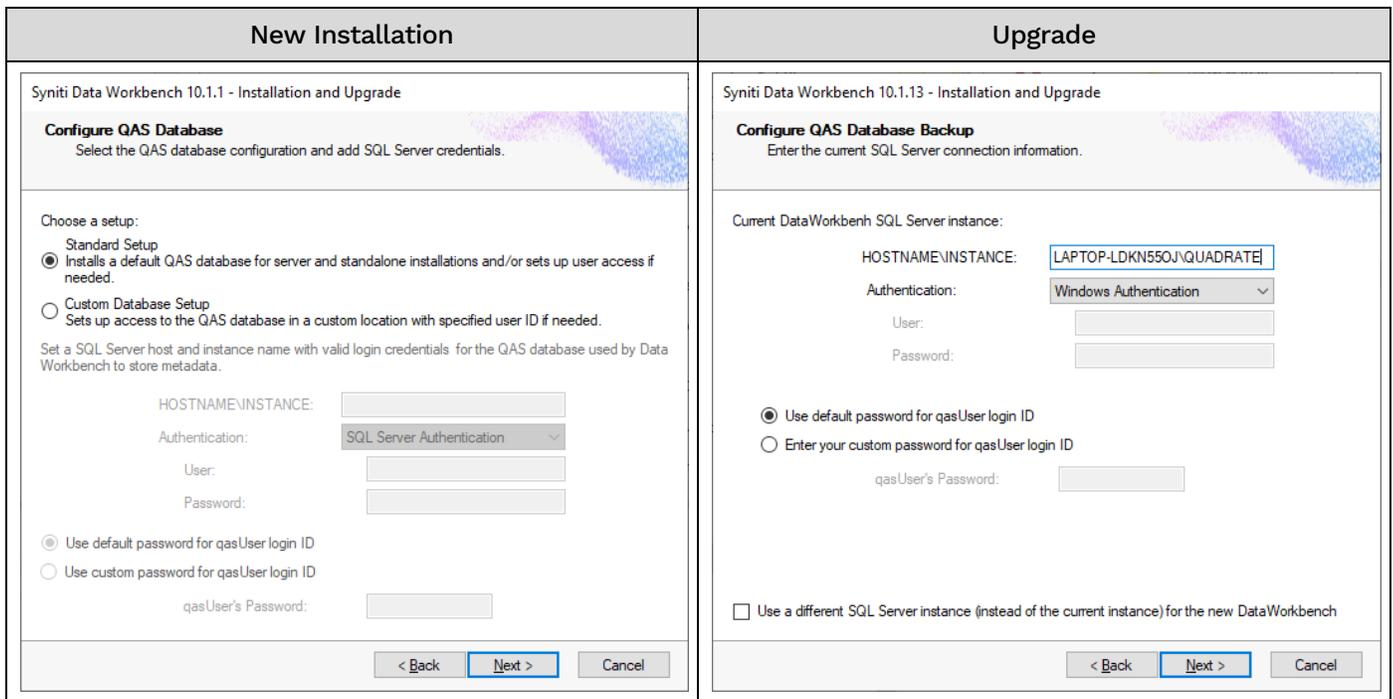 New Installation
Upgrade
Syniti Data Workbench 10.1.1 - Installation and Upgrade
Configure QAS Database
Select the QAS database configuration and add SQL Server credentials.
Choose a setup:
Standard Setup
Installs a default QAS database for server and standalone installations and/or sets up user access if
needed.
Custom Database Setup
Sets up access to the QAS database in a custom location with specified user ID if needed.
Set a SQL Server host and instance name with valid login credentials for the QAS database used by Data
Workbench to store metadata.
HOSTNAME\INSTANCE:
Authentication: SQL Server Authentication
User:
Password:
Use default password for qasUser login ID
Use custom password for qasUser login ID
qasUser's Password:
< Back Next > Cancel
Syniti Data Workbench 10.1.13 - Installation and Upgrade
Configure QAS Database Backup
Enter the current SQL Server connection information.
Current DataWorkbenh SQL Server instance:
HOSTNAME\INSTANCE: LAPTOP-LDKN55OJ\QUADRATE
Authentication: Windows Authentication
User:
Password:
Use default password for qasUser login ID
Enter your custom password for qasUser login ID
qasUser's Password:
Use a different SQL Server instance (instead of the current instance) for the new DataWorkbench
< Back Next > Cancel